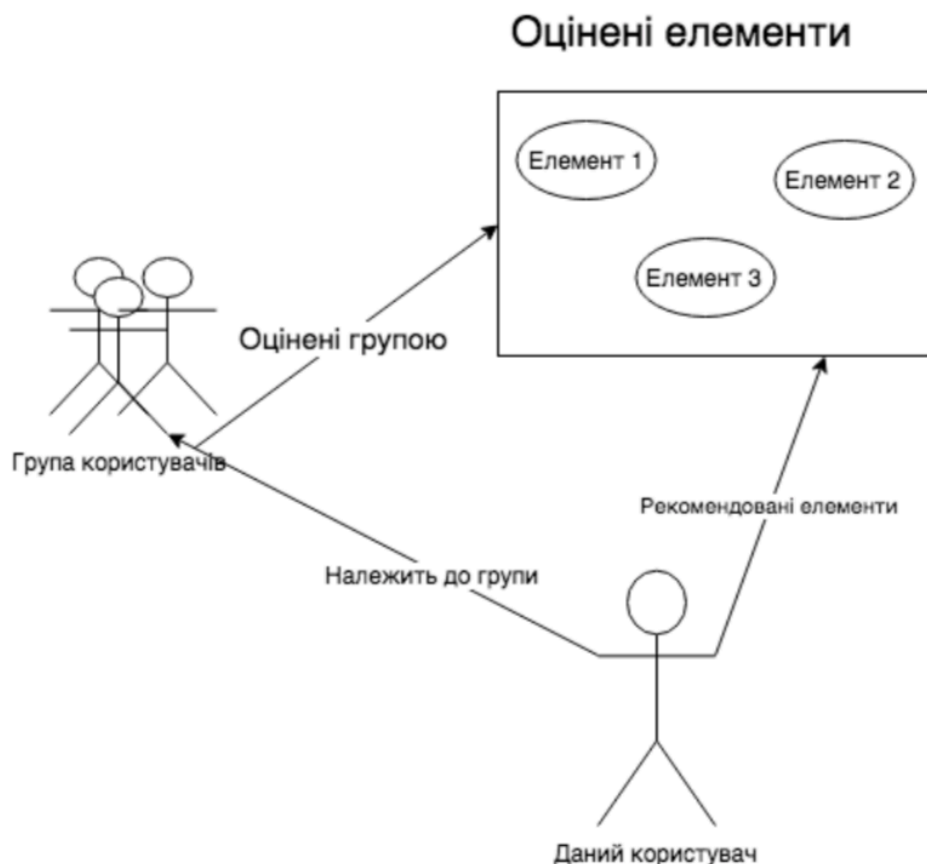 Оцінені елементи
Елемент 1
Елемент 2
Елемент 3
Оцінені групою
Група користувачів
Рекомендовані елементи
Належить до групи
Даний користувач